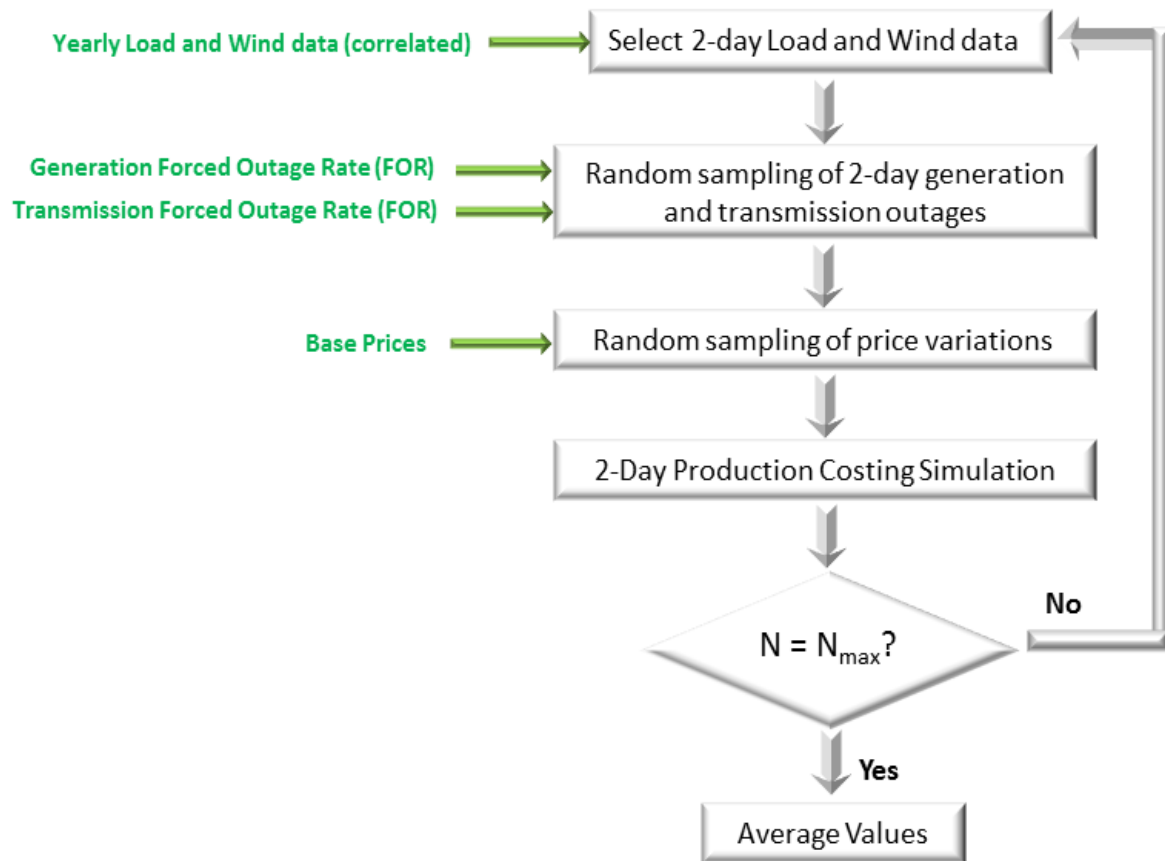 Yearly Load and Wind data (correlated)
Select 2-day Load and Wind data
Generation Forced Outage Rate (FOR)
Transmission Forced Outage Rate (FOR)
Random sampling of 2-day generation
and transmission outages
Base Prices
Random sampling of price variations
2-Day Production Costing Simulation
N = Nmax?
No
Yes
Average Values